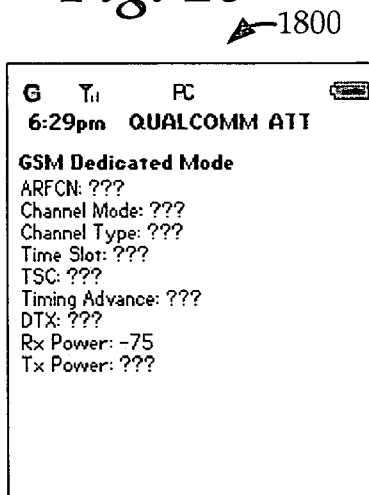 1800
G PC
6:29pm QUALCOMM ATT
GSM Dedicated Mode
ARFCN: ???
Channel Mode: ???
Channel Type: ???
Time Slot: ???
TSC: ???
Timing Advance: ???
DTX: ???
Rx Power: -75
Tx Power: ???